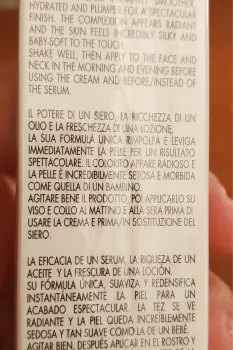 HYDRATED AND PLUMPER FOR A SPECTACULAR
FINISH. THE COMPLEXION APPEARS RADIANT
AND THE SKIN FEELS INCREDIBLY SILKY AND
BABY-SOFT TO THE TOUCH.
SHAKE WELL, THEN APPLY TO THE FACE AND
NECK IN THE MORNING AND EVENING BEFORE
USING THE CREAM AND BEFORE/INSTEAD OF
THE SERUM.
IL POTERE DI UN SIERO, LA RICCHEZZA DI UN
OLIO E LA FRESCHEZZA DI UNA LOZIONE.
LA SUA FORMULA UNICA RIMPOLPA E LEVIGA
IMMEDIATAMENTE LA PELLE PER UN RISULTATO
SPETTACOLARE. IL COLORITO APPARE RADIOSO E
LA PELLE È INCREDIBILMENTE SETOSA E MORBIDA
COME QUELLA DI UN BAMBINO.
AGITARE BENE IL PRODOTTO, POI APPLICARLO SU
VISO E COLLO AL MATTINO E ALLA SERA PRIMA DI
USARE LA CREMA E PRIMA/IN SOSTITUZIONE DEL
SIERO.
LA EFICACIA DE UN SERUM, LA RIQUEZA DE UN
ACEITE Y LA FRESCURA DE UNA LOCIÓN.
SU FÓRMULA ÚNICA, SUAVIZA Y REDENSIFICA
INSTANTÁNEAMENTE LA PIEL PARA UN
ACABADO ESPECTACULAR. LA TEZ SE VE
RADIANTE Y LA PIEL QUEDA INCREÍBLEMENTE
SEDOSA Y TAN SUAVE COMO LA DE UN BEBÉ.
AGITAR BIEN, DESPUÉS APLICAR EN EL ROSTRO Y